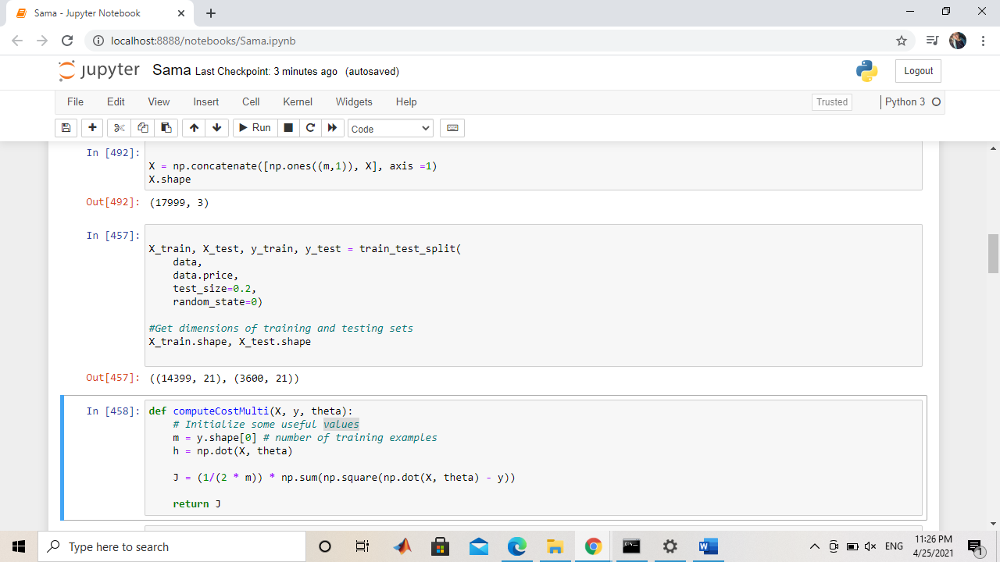 Sama - Jupyter Notebook
localhost:8888/notebooks/Sama.ipynb
jupyter Sama Last Checkpoint: 3 minutes ago (autosaved) Logout
File Edit View Insert Cell Kernel Widgets Help Trusted Python 3
Run Code
In [492]:
X = np.concatenate([np.ones((m,1)), X], axis =1)
X.shape
Out[492]: (17999, 3)
In [457]:
X_train, X_test, y_train, y_test = train_test_split(
    data,
    data.price,
    test_size=0.2,
    random_state=0)
#Get dimensions of training and testing sets
X_train.shape, X_test.shape
Out[457]: ((14399, 21), (3600, 21))
In [458]: def computeCostMulti(X, y, theta):
    # Initialize some useful values
    m = y.shape[0] # number of training examples
    h = np.dot(X, theta)
    J = (1/(2 * m)) * np.sum(np.square(np.dot(X, theta) - y))
    return J
Type here to search
ENG
11:26 PM
4/25/2021
1